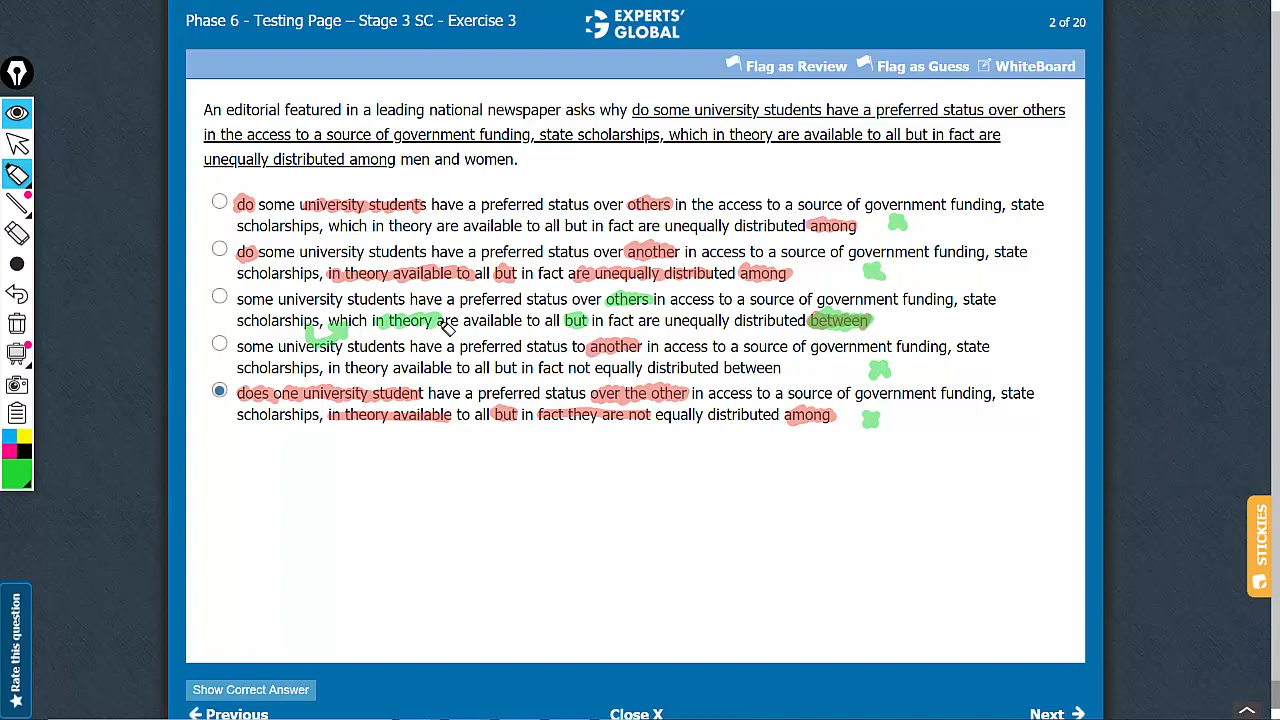 Phase 6 - Testing Page – Stage 3 SC - Exercise 3
EXPERTS'
GLOBAL
2 of 20
Flag as Review
Flag as Guess
WhiteBoard
An editorial featured in a leading national newspaper asks why do some university students have a preferred status over others
in the access to a source of government funding, state scholarships, which in theory are available to all but in fact are
unequally distributed among men and women.
do some university students have a preferred status over others in the access to a source of government funding, state
scholarships, which in theory are available to all but in fact are unequally distributed among
do some university students have a preferred status over another in access to a source of government funding, state
scholarships, in theory available to all but in fact are unequally distributed among
some university students have a preferred status over others in access to a source of government funding, state
scholarships, which in theory are available to all but in fact are unequally distributed between
some university students have a preferred status to another in access to a source of government funding, state
scholarships, in theory available to all but in fact not equally distributed between
does one university student have a preferred status over the other in access to a source of government funding, state
scholarships, in theory available to all but in fact they are not equally distributed among
STICKIES
Rate this question
Show Correct Answer
Previous
Close X
Next